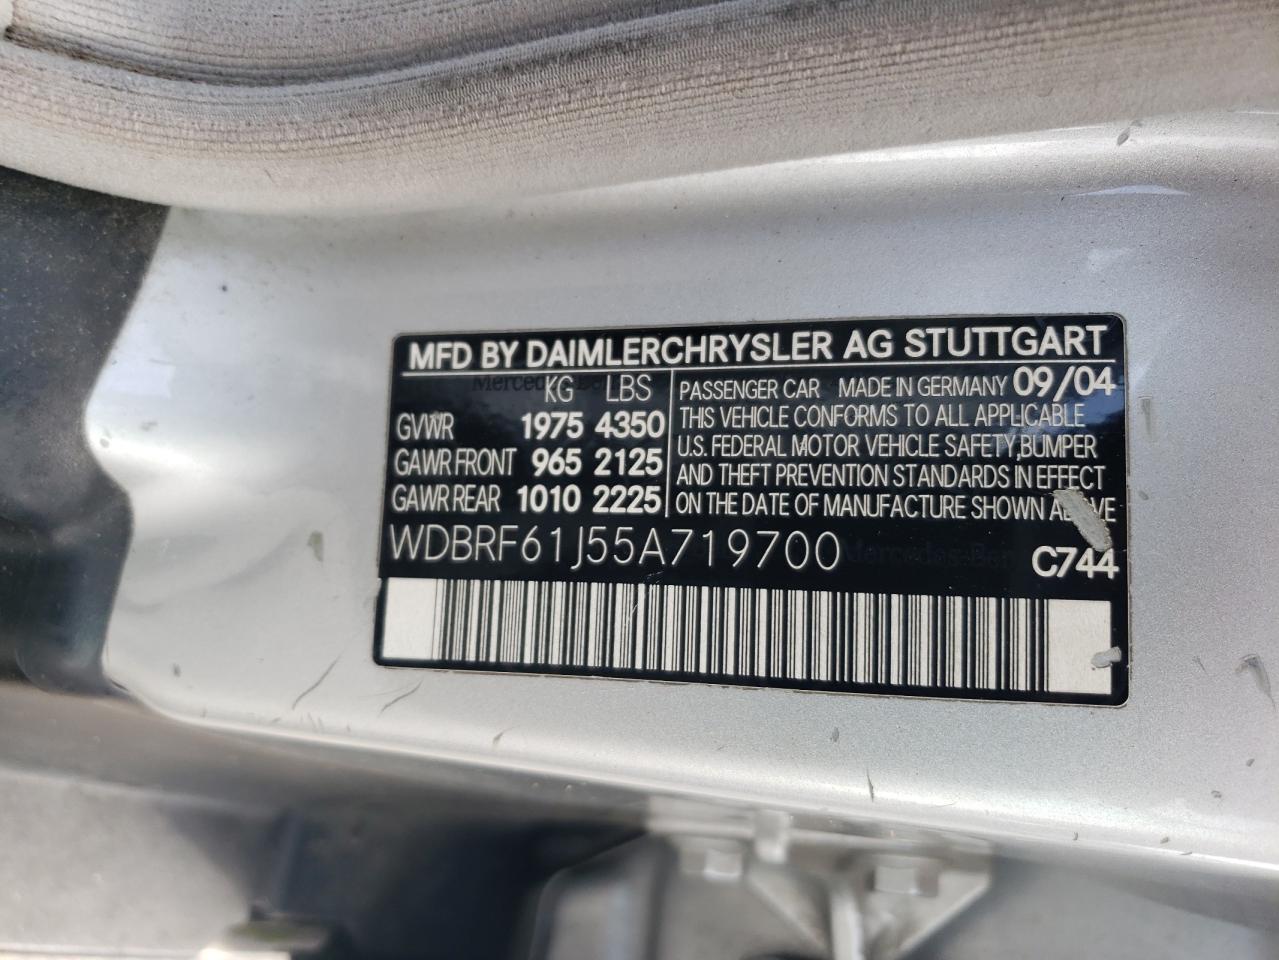 MFD BY DAIMLERCHRYSLER AG STUTTGART
KG LBS
GVWR 1975 4350
GAWR FRONT 965 2125
GAWR REAR 1010 2225
PASSENGER CAR MADE IN GERMANY 09/04
THIS VEHICLE CONFORMS TO ALL APPLICABLE
U.S. FEDERAL MOTOR VEHICLE SAFETY, BUMPER
AND THEFT PREVENTION STANDARDS IN EFFECT
ON THE DATE OF MANUFACTURE SHOWN
WDBRF61J55A719700
C744